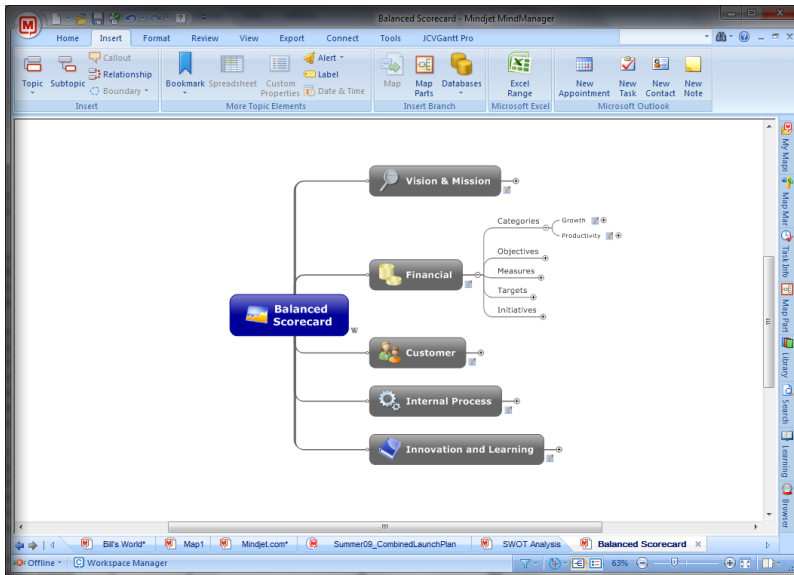 Balanced Scorecard - Mindjet MindManager
Home Insert Format Review View Export Connect Tools JCVGantt Pro
Topic
Subtopic
Callout
Relationship
Boundary
Insert
Bookmark
Spreadsheet
Custom
Properties
Alert
Label
Date & Time
More Topic Elements
Map
Map
Parts
Databases
Insert Branch
Excel
Range
Microsoft Excel
New
Appointment
New
Task
New
Contact
New
Note
Microsoft Outlook
Vision & Mission
Categories
Growth
Productivity
Objectives
Financial
Measures
Targets
Initiatives
Balanced
Scorecard
W
Customer
Internal Process
Innovation and Learning
My Maps
Map Mar
Task Info
Map Part
Library
Search
Learning
Browser
Bill's World* Map1 Mindjet.com* Summer09_CombinedLaunchPlan SWOT Analysis Balanced Scorecard
Offline Workspace Manager 63%